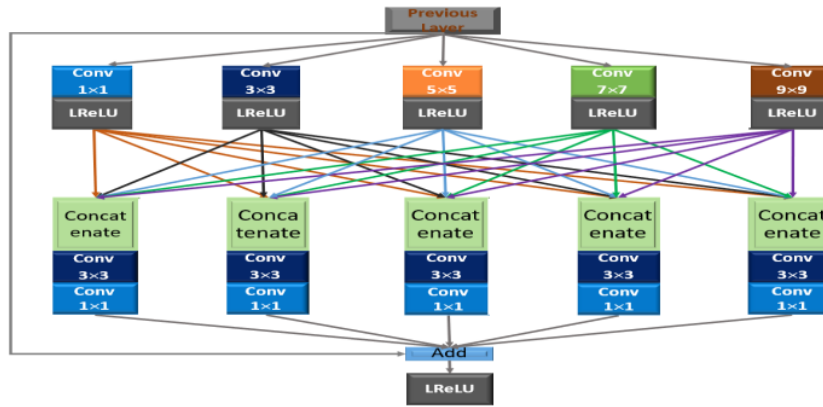 Previous
Layer
Conv
1×1
LReLU
Conv
3×3
LReLU
Conv
5×5
LReLU
Conv
7×7
LReLU
Conv
9×9
LReLU
Concat
enate
Conv
3×3
Conv
1×1
Conca
tenate
Conv
3×3
Conv
1×1
Concat
enate
Conv
3×3
Conv
1×1
Concat
enate
Conv
3×3
Conv
1×1
Concat
enate
Conv
3×3
Conv
1×1
Add
LReLU